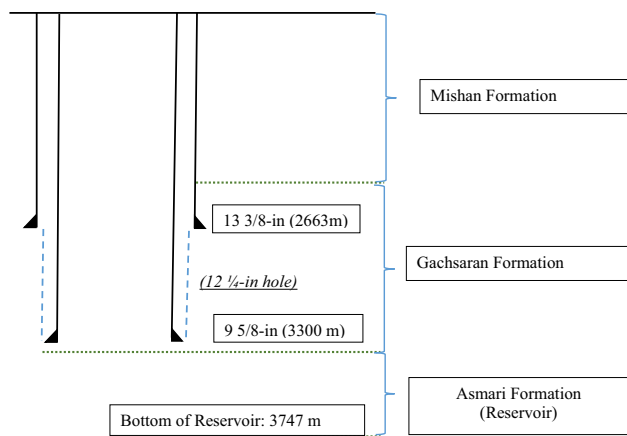 Mishan Formation
13 3/8-in (2663m)
Gachsaran Formation
(12 ¼-in hole)
9 5/8-in (3300 m)
Asmari Formation
(Reservoir)
Bottom of Reservoir: 3747 m